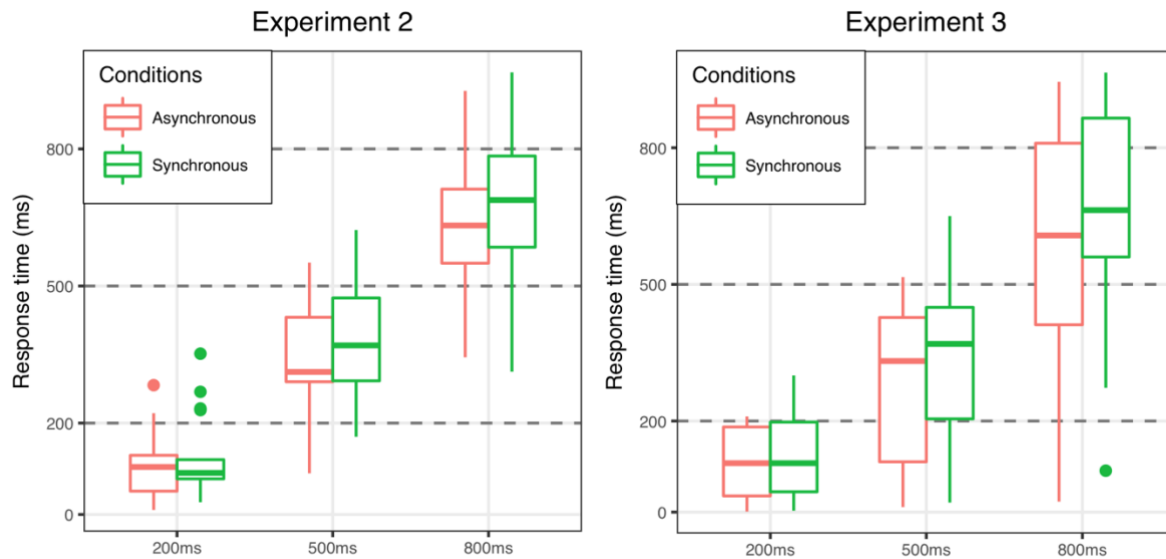 Experiment 2
Conditions
Asynchronous
Synchronous
Response time (ms)
800
500
200
0
200ms
500ms
800ms
Experiment 3
Conditions
Asynchronous
Synchronous
Response time (ms)
800
500
200
0
200ms
500ms
800ms